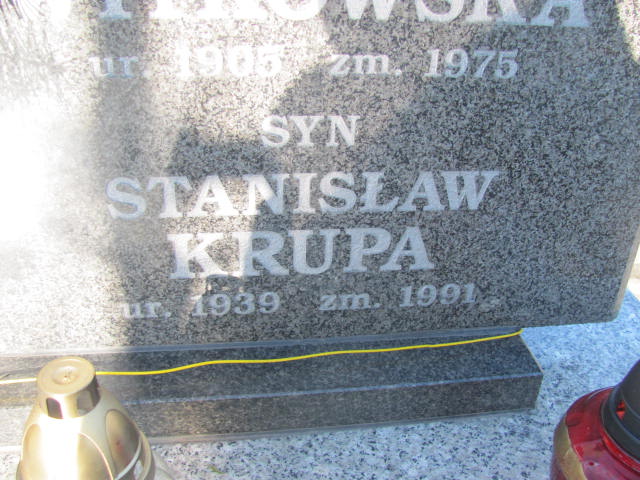 ur. 1905 zm. 1975
SYN
STANISŁAW
KRUPA
ur. 1939 zm. 1991